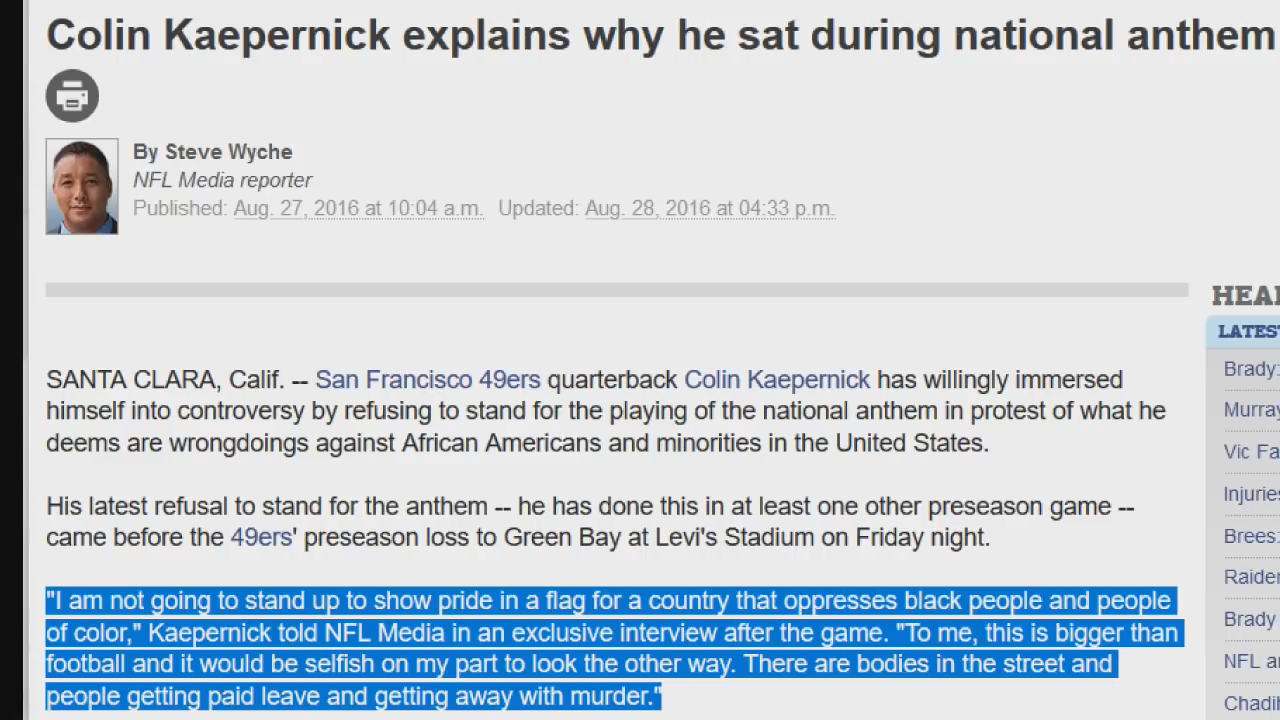 Colin Kaepernick explains why he sat during national anthem
By Steve Wyche
NFL Media reporter
Published: Aug. 27, 2016 at 10:04 a.m. Updated: Aug. 28, 2016 at 04:33 p.m.
SANTA CLARA, Calif. -- San Francisco 49ers quarterback Colin Kaepernick has willingly immersed
himself into controversy by refusing to stand for the playing of the national anthem in protest of what he
deems are wrongdoings against African Americans and minorities in the United States.
His latest refusal to stand for the anthem -- he has done this in at least one other preseason game --
came before the 49ers' preseason loss to Green Bay at Levi's Stadium on Friday night.
"I am not going to stand up to show pride in a flag for a country that oppresses black people and people
of color," Kaepernick told NFL Media in an exclusive interview after the game. "To me, this is bigger than
football and it would be selfish on my part to look the other way. There are bodies in the street and
people getting paid leave and getting away with murder."
HEA
LATES
Brady:
Murray
Vic Fa
Injuries
Brees:
Raider
Brady
NFL a
Chadi